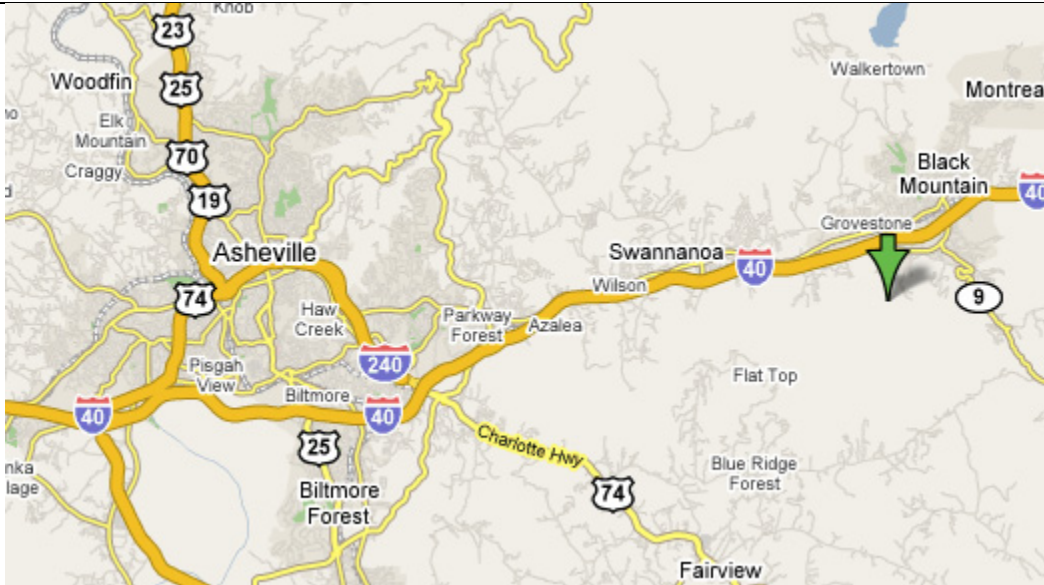 Knob
23
Woodfin
25
Walkertown
Montrea
Elk
Mountain
70
Craggy
Black
Mountain
19
40
Grovestone
Asheville
Swannanoa
40
74
Wilson
9
Haw
Creek
Parkway
Forest
Azalea
240
Pisgah
View
Flat Top
Biltmore
40
40
Charlotte Hwy
25
nka
lage
Blue Ridge
Forest
74
Biltmore
Forest
Fairview